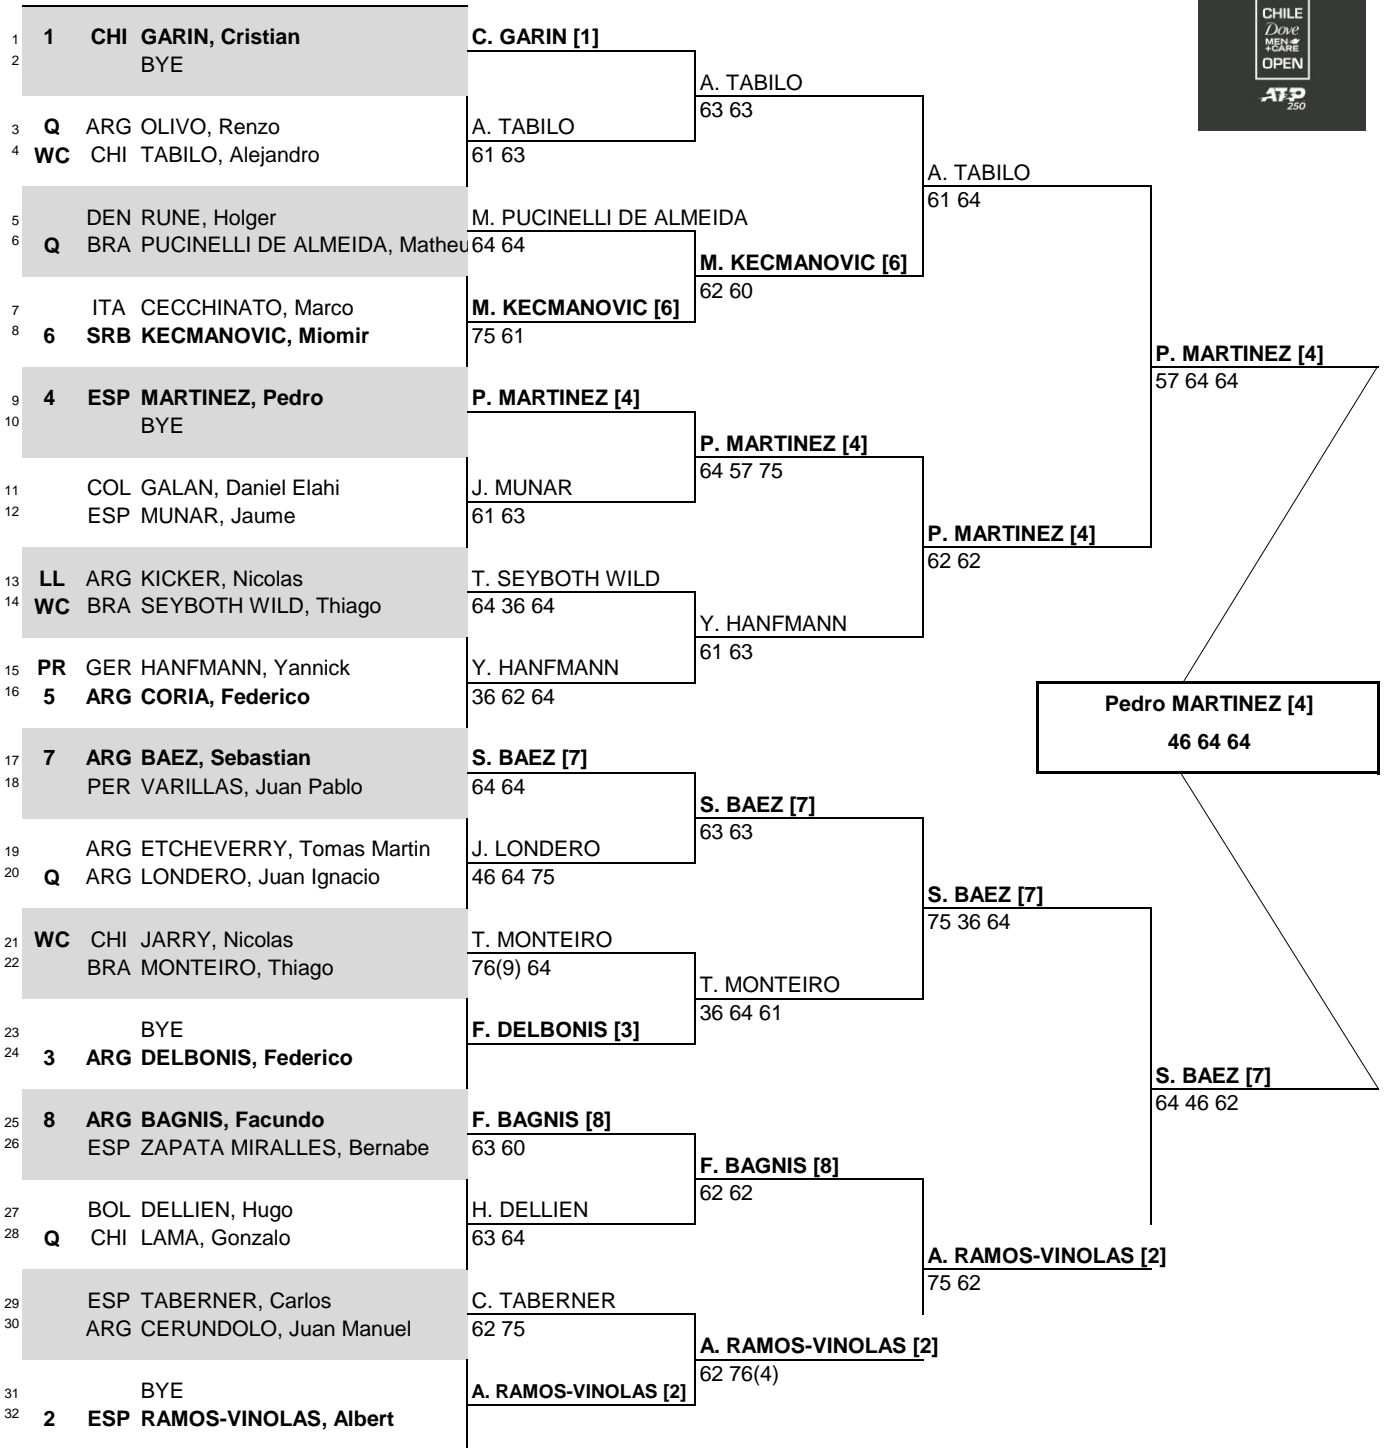 CHILE
Dove
MEN
+CARE
OPEN
ATP
250
1 1 CHI GARIN, Cristian
2 BYE
3 Q ARG OLIVO, Renzo
4 WC CHI TABILO, Alejandro
5 DEN RUNE, Holger
6 Q BRA PUCINELLI DE ALMEIDA, Matheu
7 ITA CECCHINATO, Marco
8 6 SRB KECMANOVIC, Miomir
9 4 ESP MARTINEZ, Pedro
10 BYE
11 COL GALAN, Daniel Elahi
12 ESP MUNAR, Jaume
13 LL ARG KICKER, Nicolas
14 WC BRA SEYBOTH WILD, Thiago
15 PR GER HANFMANN, Yannick
16 5 ARG CORIA, Federico
17 7 ARG BAEZ, Sebastian
18 PER VARILLAS, Juan Pablo
19 ARG ETCHEVERRY, Tomas Martin
20 Q ARG LONDERO, Juan Ignacio
21 WC CHI JARRY, Nicolas
22 BRA MONTEIRO, Thiago
23 BYE
24 3 ARG DELBONIS, Federico
25 8 ARG BAGNIS, Facundo
26 ESP ZAPATA MIRALLES, Bernabe
27 BOL DELLIEN, Hugo
28 Q CHI LAMA, Gonzalo
29 ESP TABERNER, Carlos
30 ARG CERUNDOLO, Juan Manuel
31 BYE
32 2 ESP RAMOS-VINOLAS, Albert
C. GARIN [1]
A. TABILO
61 63
M. PUCINELLI DE ALMEIDA
64 64
M. KECMANOVIC [6]
75 61
P. MARTINEZ [4]
J. MUNAR
61 63
T. SEYBOTH WILD
64 36 64
Y. HANFMANN
36 62 64
S. BAEZ [7]
64 64
J. LONDERO
46 64 75
T. MONTEIRO
76(9) 64
F. DELBONIS [3]
F. BAGNIS [8]
63 60
H. DELLIEN
63 64
C. TABERNER
62 75
A. RAMOS-VINOLAS [2]
A. TABILO
63 63
M. KECMANOVIC [6]
62 60
P. MARTINEZ [4]
64 57 75
Y. HANFMANN
61 63
S. BAEZ [7]
63 63
T. MONTEIRO
36 64 61
F. BAGNIS [8]
62 62
A. RAMOS-VINOLAS [2]
62 76(4)
A. TABILO
61 64
P. MARTINEZ [4]
62 62
S. BAEZ [7]
75 36 64
A. RAMOS-VINOLAS [2]
75 62
P. MARTINEZ [4]
57 64 64
S. BAEZ [7]
64 46 62
Pedro MARTINEZ [4]
46 64 64